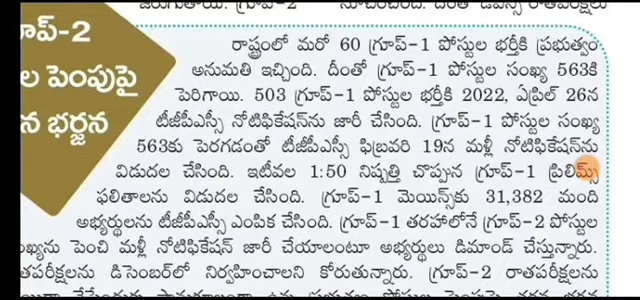 జరుగుతాయి. గ్రూప్-2
సూచించింది. దీంతో
గ్రూప్-2
ల పెంపుపై
న భర్జన
రాష్ట్రంలో మరో 60 గ్రూప్-1 పోస్టుల భర్తీకి ప్రభుత్వం
అనుమతి ఇచ్చింది. దీంతో గ్రూప్-1 పోస్టుల సంఖ్య 563కి
పెరిగాయి. 503 గ్రూప్-1 పోస్టుల భర్తీకి 2022, ఏప్రిల్ 26న
టీజీపీఎస్సీ నోటిఫికేషన్‌ను జారీ చేసింది. గ్రూప్-1 పోస్టుల సంఖ్య
563కు పెరగడంతో టీజీపీఎస్సీ ఫిబ్రవరి 19న మళ్లీ నోటిఫికేషన్‌ను
విడుదల చేసింది. ఇటీవల 1:50 నిష్పత్తి చొప్పున గ్రూప్-1 ప్రిలిమ్స్
ఫలితాలను విడుదల చేసింది. గ్రూప్-1 మెయిన్స్‌కు 31,382 మంది
అభ్యర్థులను టీజీపీఎస్సీ ఎంపిక చేసింది. గ్రూప్-1 తరహాలోనే గ్రూప్-2 పోస్టుల
ంఖ్యను పెంచి మళ్లీ నోటిఫికేషన్ జారీ చేయాలంటూ అభ్యర్థులు డిమాండ్ చేస్తున్నారు.
తపరీక్షలను డిసెంబర్‌లో నిర్వహించాలని కోరుతున్నారు. గ్రూప్-2 రాతపరీక్షలను